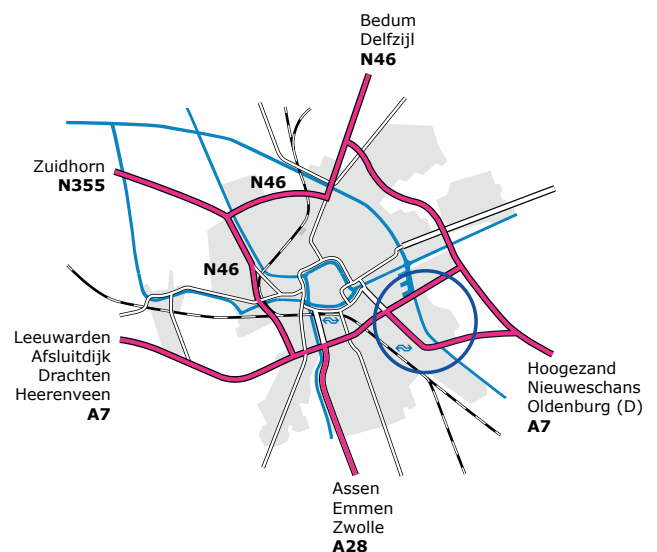 Bedum
Delfzijl
N46
Zuidhorn
N355
N46
N46
Leeuwarden
Afsluitdijk
Drachten
Heerenveen
A7
Hoogezand
Nieuweschans
Oldenburg (D)
A7
Assen
Emmen
Zwolle
A28